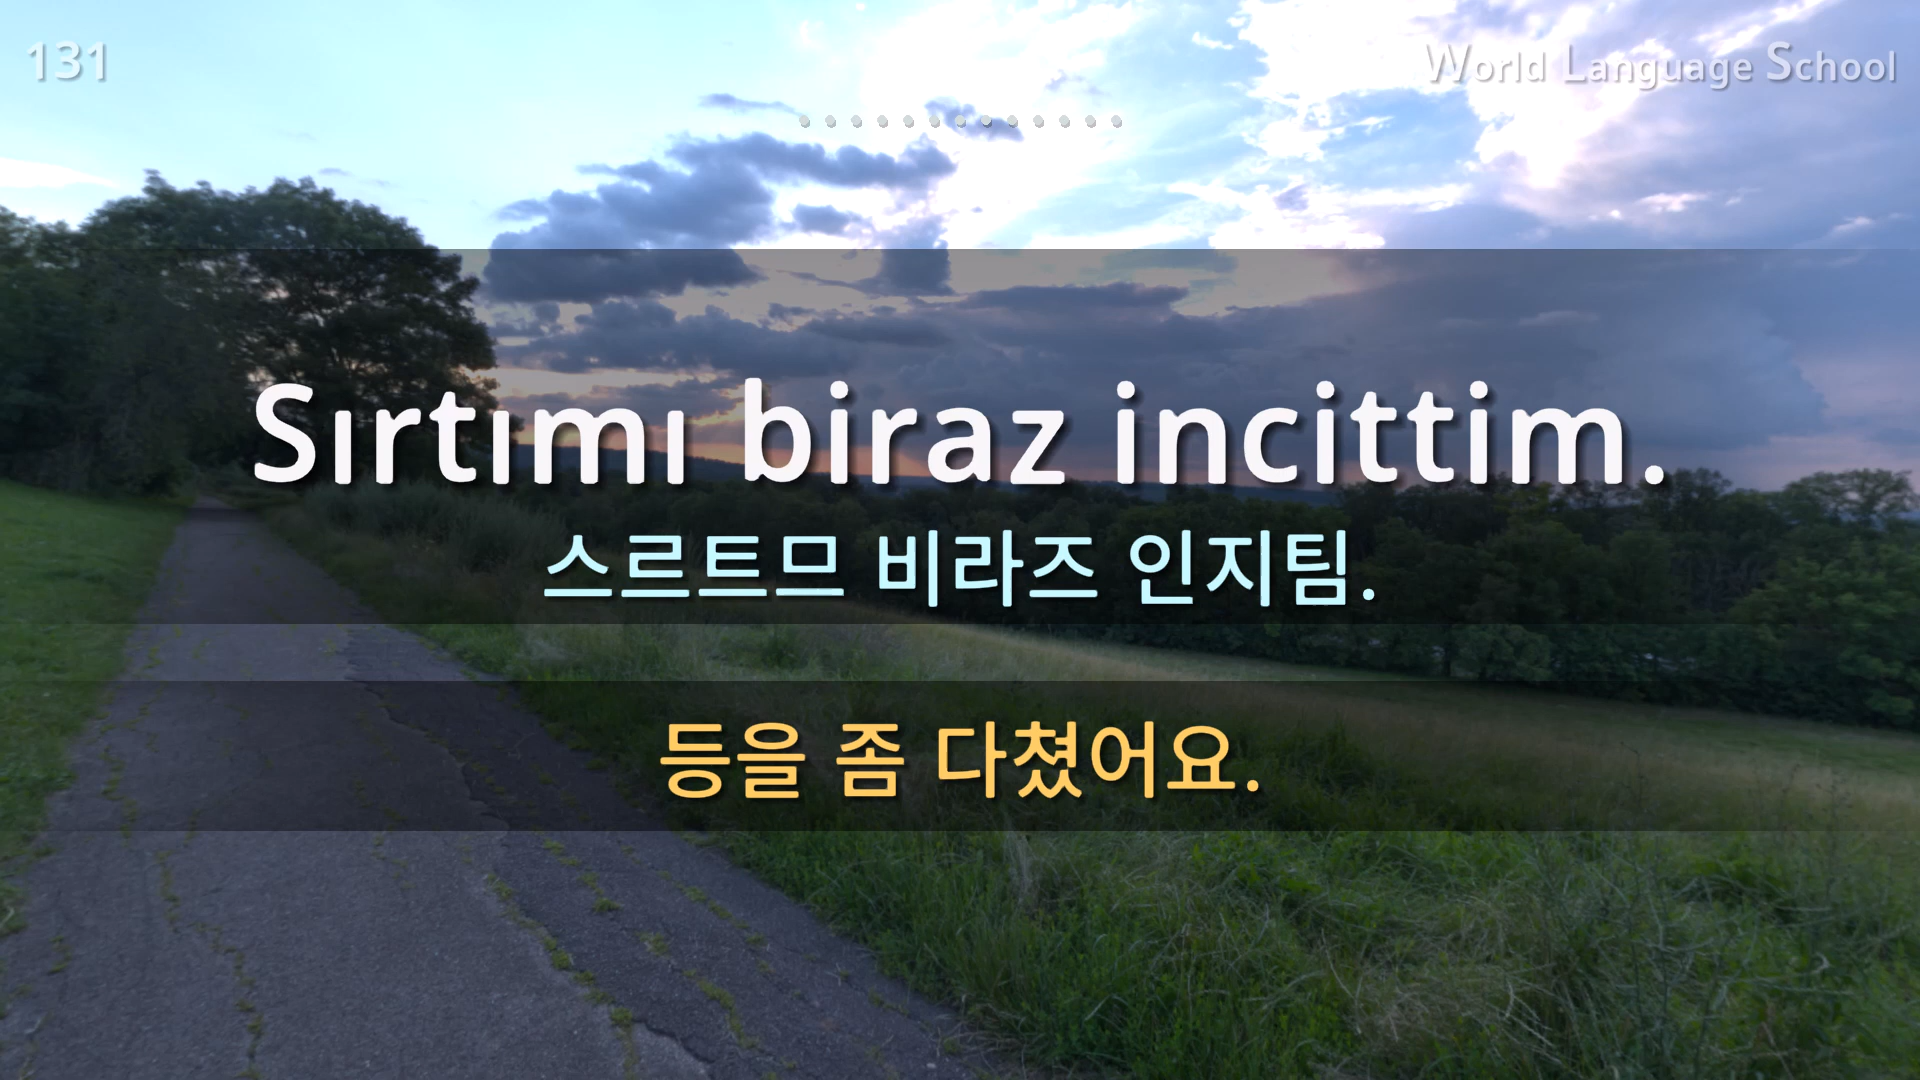 131
World Language School
Sırtımı biraz incittim.
스르트므 비라즈 인지팀.
등을 좀 다쳤어요.